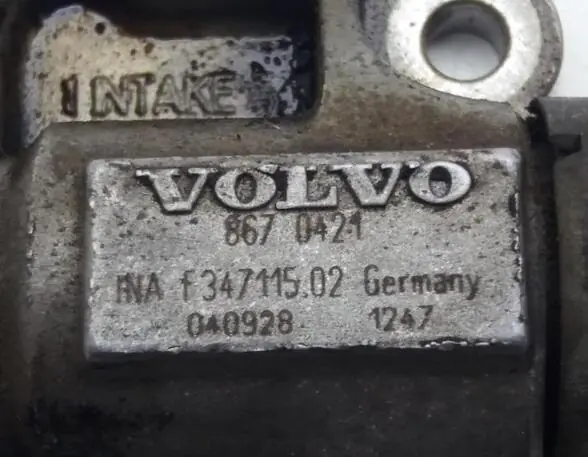 INTAKE
VOLVO
867 0421
INA F347115.02 Germany
040928 1247